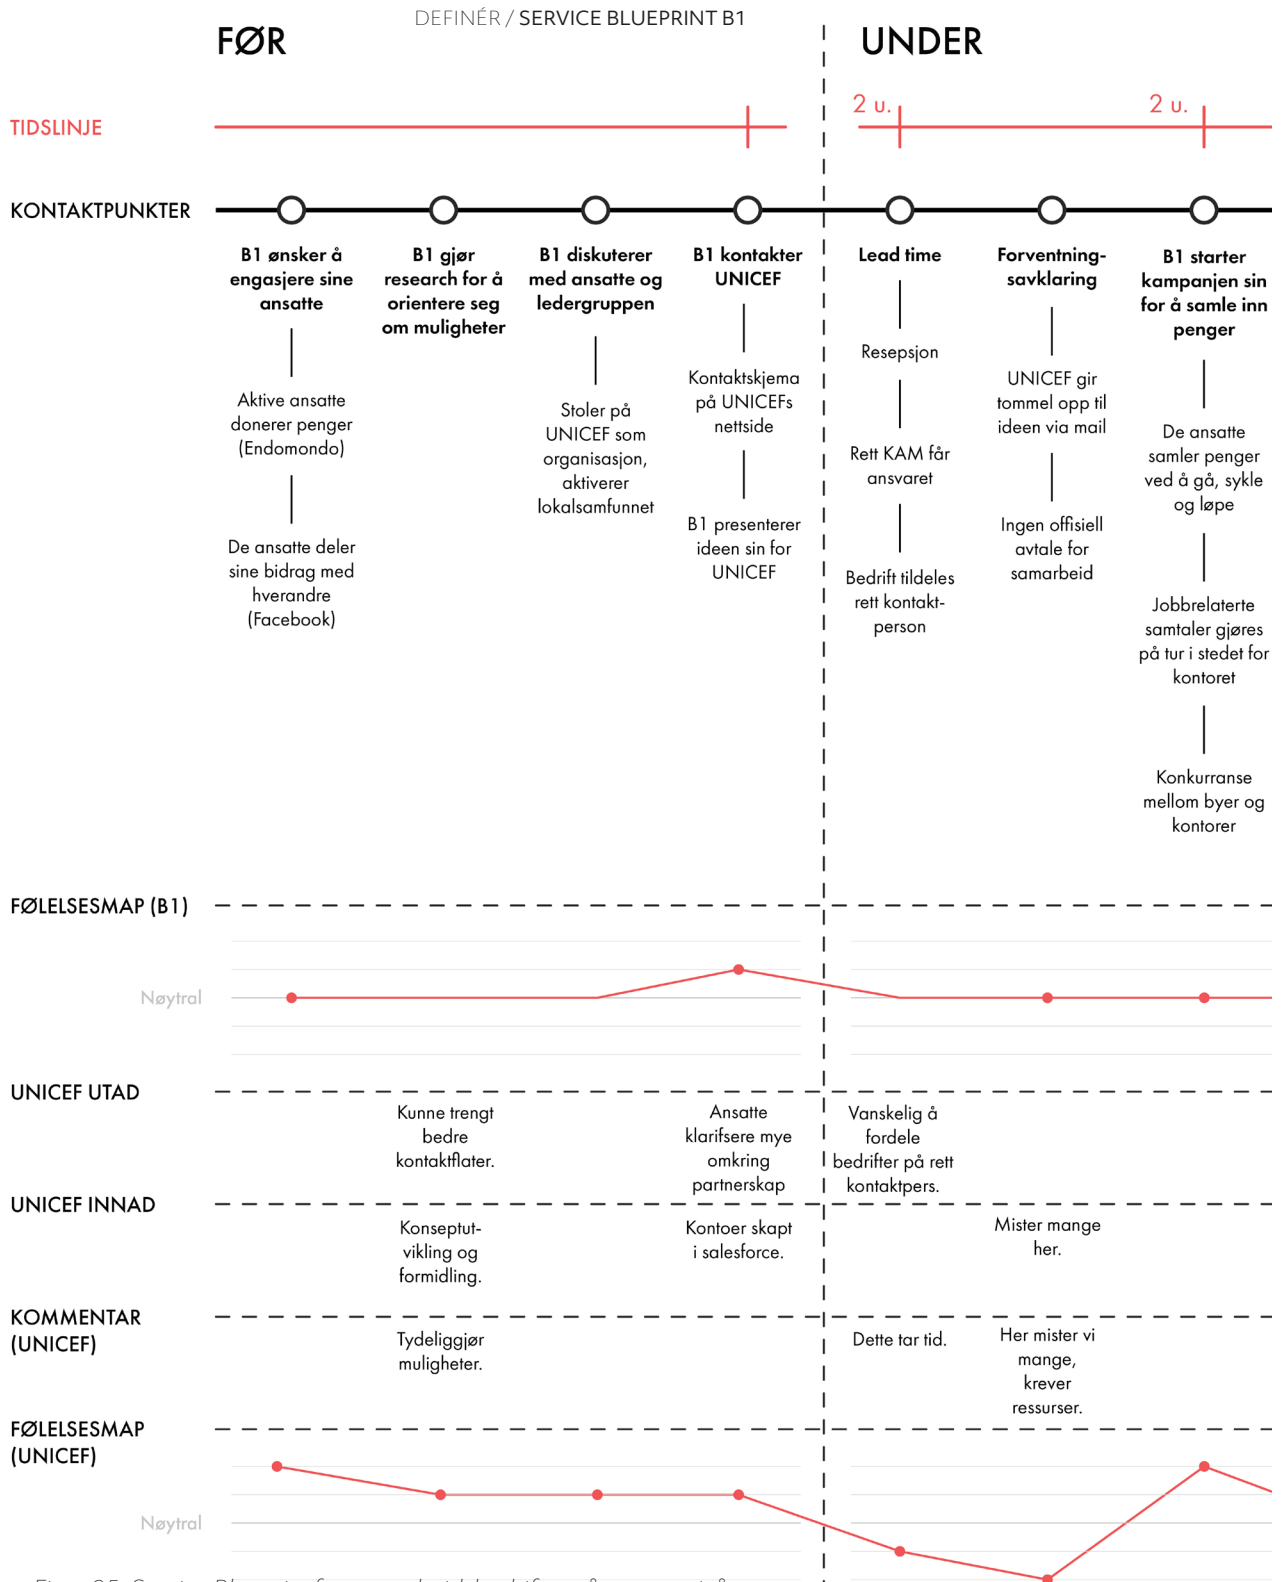 DEFINÉR / SERVICE BLUEPRINT B1
FØR
UNDER
TIDSLINJE
2 u.
2 u.
KONTAKTPUNKTER
B1 ønsker å
engasjere sine
ansatte
Aktive ansatte
donerer penger
(Endomondo)
De ansatte deler
sine bidrag med
hverandre
(Facebook)
B1 gjør
research for å
orientere seg
om muligheter
B1 diskuterer
med ansatte og
ledergruppen
Stoler på
UNICEF som
organisasjon,
aktiverer
lokalsamfunnet
B1 kontakter
UNICEF
Kontaktskjema
på UNICEFs
nettside
B1 presenterer
ideen sin for
UNICEF
Lead time
Resepsjon
Rett KAM får
ansvaret
Bedrift tildeles
rett kontakt-
person
Forventning-
savklaring
UNICEF gir
tommel opp til
ideen via mail
Ingen offisiell
avtale for
samarbeid
B1 starter
kampanjen sin
for å samle inn
penger
De ansatte
samler penger
ved å gå, sykle
og løpe
Jobbrelaterte
samtaler gjøres
på tur i stedet for
kontoret
Konkurranse
mellom byer og
kontorer
FØLELSESMAP (B1)
Nøytral
UNICEF UTAD
Kunne trengt
bedre
kontaktflater.
Ansatte
klarifsere mye
omkring
partnerskap
Vanskelig å
fordele
bedrifter på rett
kontaktpers.
UNICEF INNAD
Konseptut-
vikling og
formidling.
Kontoer skapt
i salesforce.
Mister mange
her.
KOMMENTAR
(UNICEF)
Tydeliggjør
muligheter.
Dette tar tid.
Her mister vi
mange,
krever
ressurser.
FØLELSESMAP
(UNICEF)
Nøytral